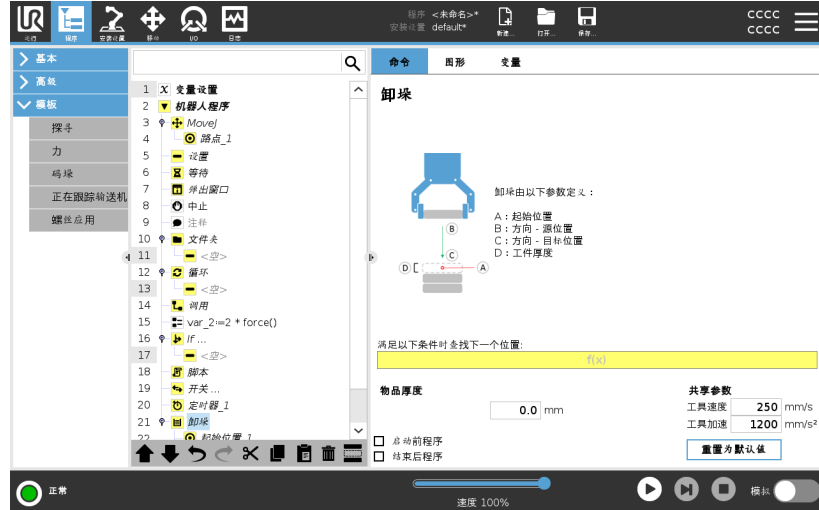 UR
运行
程序
安装设置
移动
I/O
日志
程序 <未命名>*
安装设置 default*
新建...
打开...
保存...
CCCC
CCCC
基本
高级
模板
探寻
力
码垛
正在跟踪输送机
螺丝应用
1 X 变量设置
2 机器人程序
3 MoveJ
4 路点_1
5 设置
6 等待
7 弹出窗口
8 中止
9 注释
10 文件夹
11 <空>
12 循环
13 <空>
14 调用
15 var_2:=2 * force()
16 If ...
17 <空>
18 脚本
19 开关 ...
20 定时器_1
21 卸垛
22 起始位置_1
命令
图形
变量
卸垛
卸垛由以下参数定义：
A：起始位置
B：方向 - 源位置
C：方向 - 目标位置
D：工件厚度
B
C
D
A
满足以下条件时查找下一个位置:
f(x)
物品厚度
0.0 mm
启动前程序
结束后程序
共享参数
工具速度 250 mm/s
工具加速 1200 mm/s²
重置为默认值
正常
速度 100%
模拟